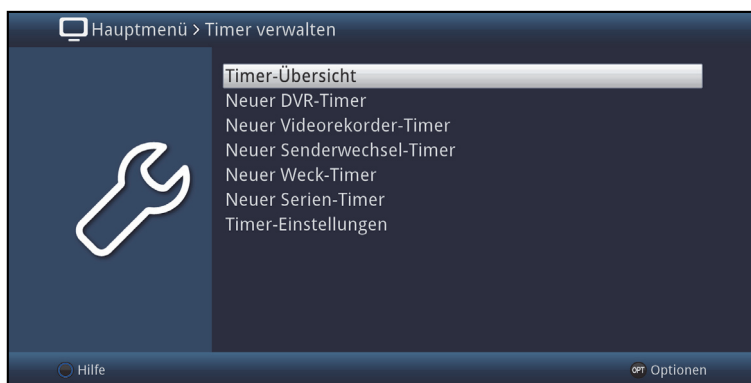 Hauptmenü > Timer verwalten
Timer-Übersicht
Neuer DVR-Timer
Neuer Videorekorder-Timer
Neuer Senderwechsel-Timer
Neuer Weck-Timer
Neuer Serien-Timer
Timer-Einstellungen
Hilfe
OPT Optionen